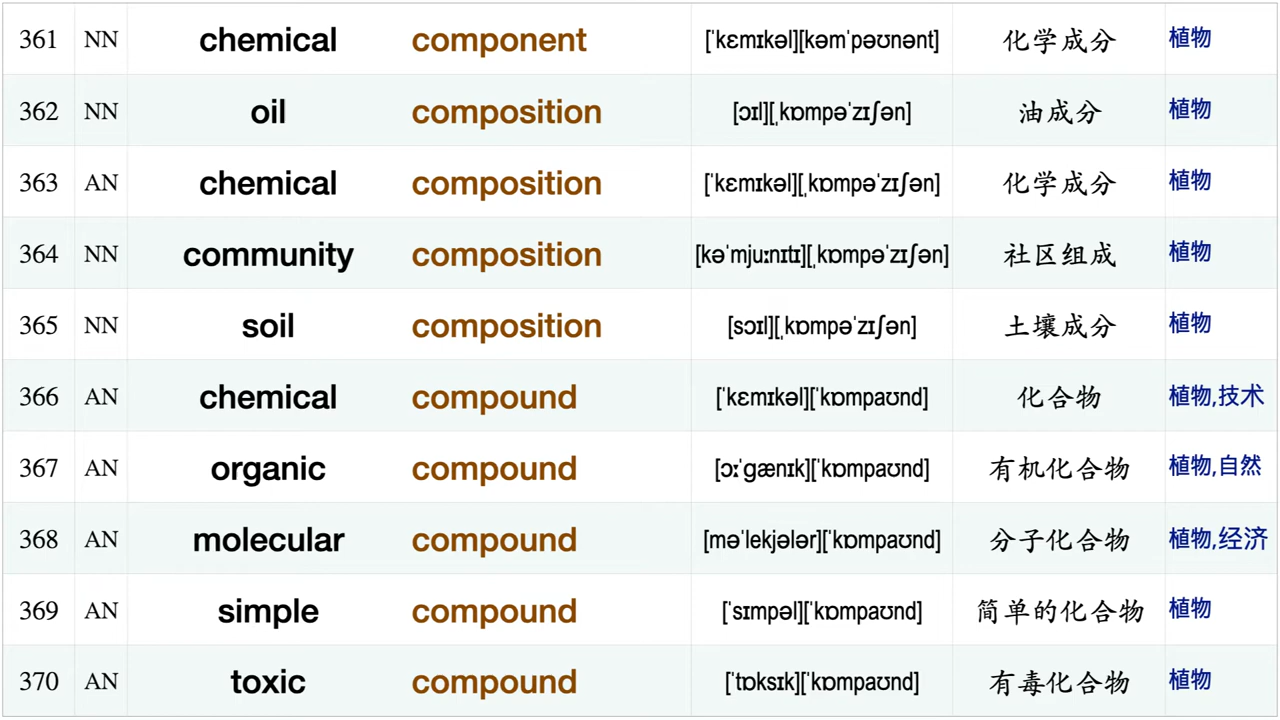 361 NN chemical component [ˈkɛmɪkəl][kəmˈpəʊnənt] 化学成分 植物
362 NN oil composition [ɔɪl][ˌkɒmpəˈzɪʃən] 油成分 植物
363 AN chemical composition [ˈkɛmɪkəl][ˌkɒmpəˈzɪʃən] 化学成分 植物
364 NN community composition [kəˈmjuːnɪtɪ][ˌkɒmpəˈzɪʃən] 社区组成 植物
365 NN soil composition [sɔɪl][ˌkɒmpəˈzɪʃən] 土壤成分 植物
366 AN chemical compound [ˈkɛmɪkəl][ˈkɒmpaʊnd] 化合物 植物,技术
367 AN organic compound [ɔɪˈgænɪk][ˈkɒmpaʊnd] 有机化合物 植物,自然
368 AN molecular compound [məˈlekjələr][ˈkɒmpaʊnd] 分子化合物 植物,经济
369 AN simple compound [ˈsɪmpəl][ˈkɒmpaʊnd] 简单的化合物 植物
370 AN toxic compound [ˈtɒksɪk][ˈkɒmpaʊnd] 有毒化合物 植物